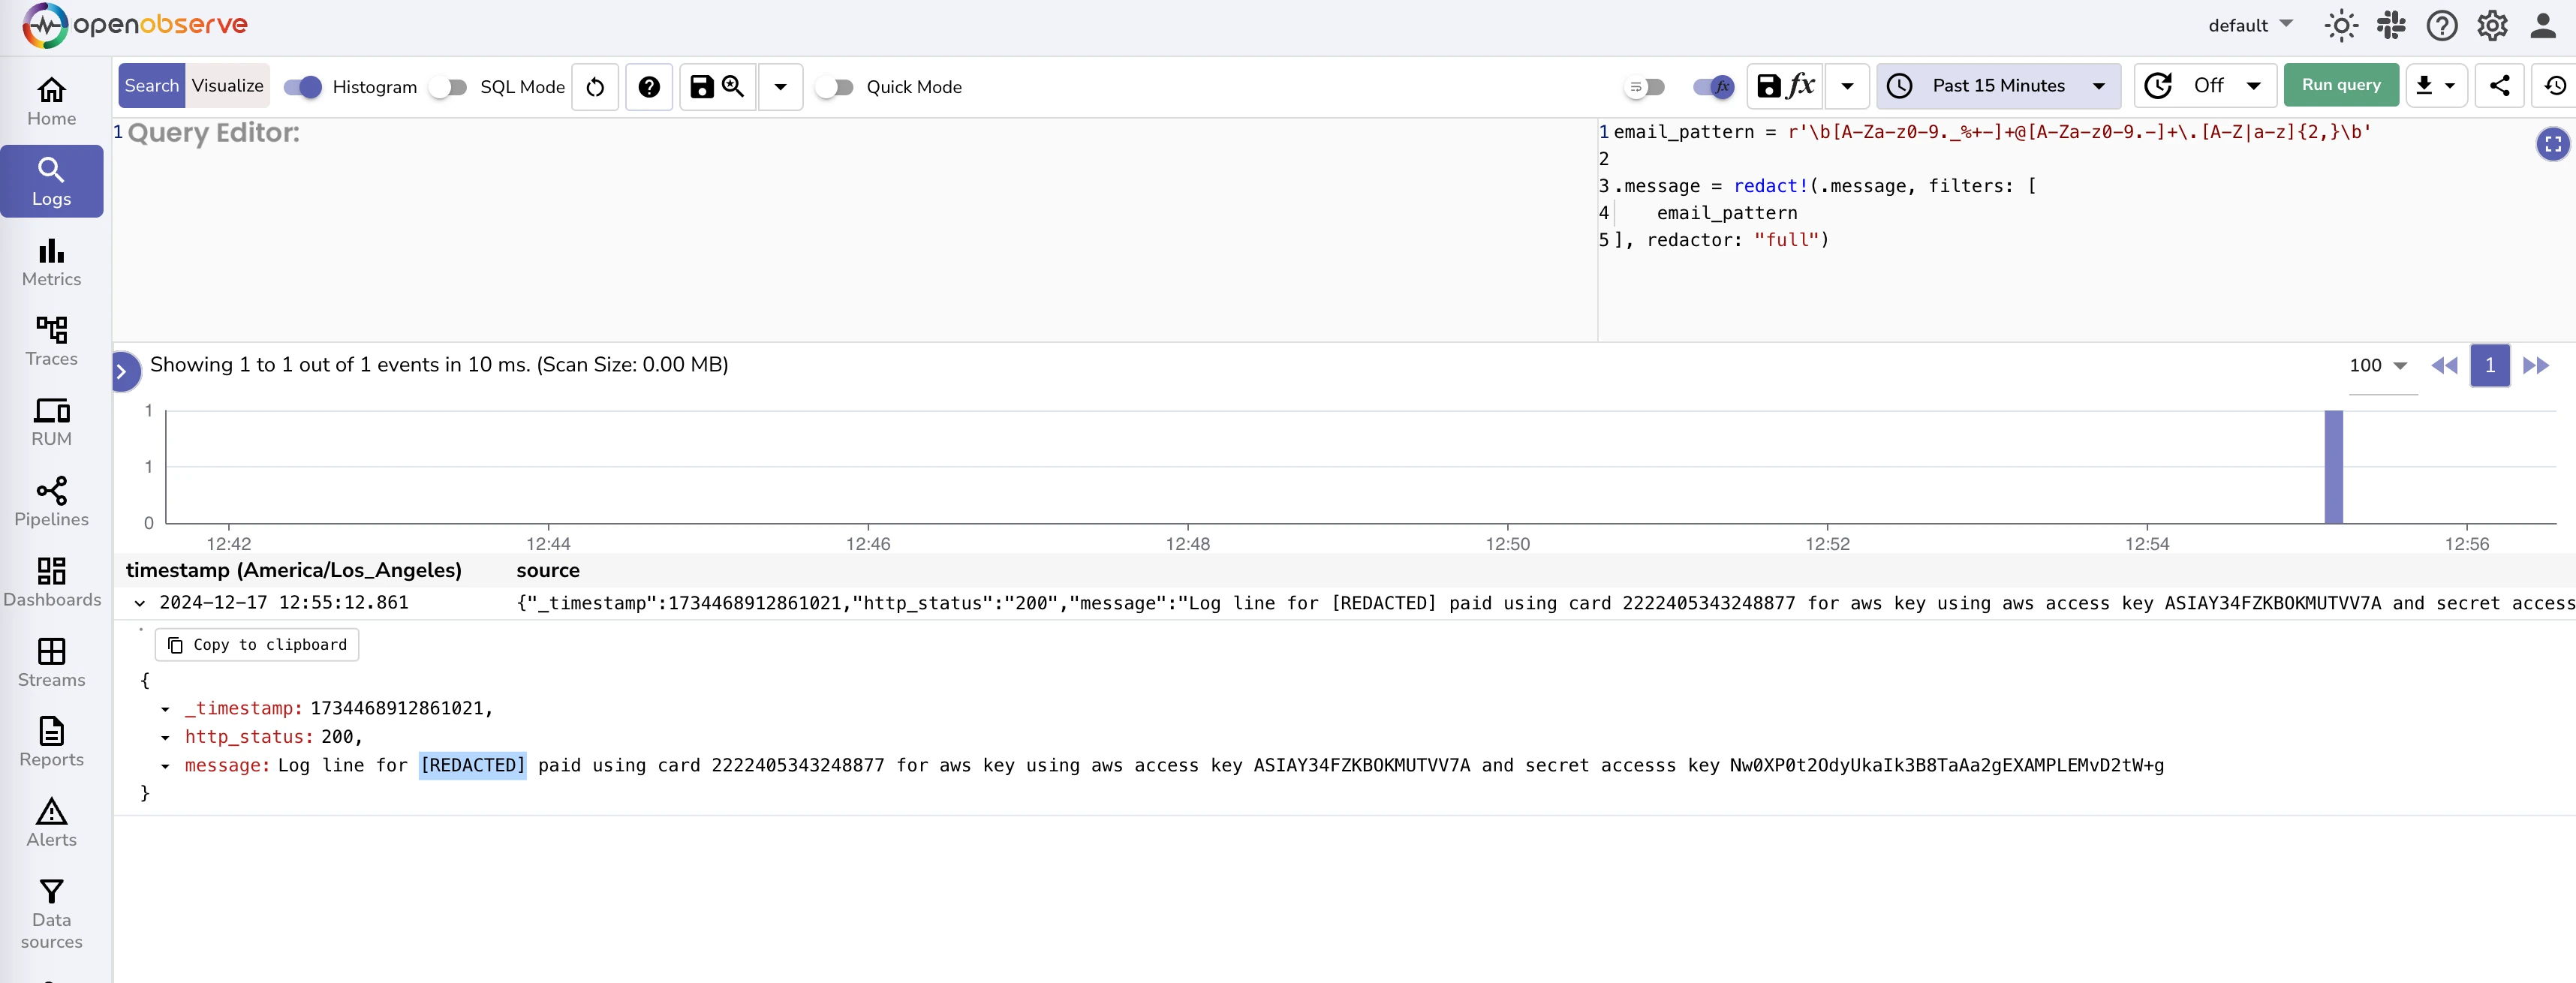 openobserve
default
Search Visualize Histogram SQL Mode Quick Mode fx fx Past 15 Minutes Off Run query
Home
Logs
Metrics
Traces
RUM
Pipelines
Dashboards
Streams
Reports
Alerts
Data
sources
1 Query Editor:
1 email_pattern = r'\b[A-Za-z0-9._%+-]+@[A-Za-z0-9.-]+\.[A-Z|a-z]{2,}\b'
2
3 .message = redact!(.message, filters: [
4 email_pattern
5 ], redactor: "full")
Showing 1 to 1 out of 1 events in 10 ms. (Scan Size: 0.00 MB)
100 1
1
1
0
12:42 12:44 12:46 12:48 12:50 12:52 12:54 12:56
timestamp (America/Los_Angeles) source
2024-12-17 12:55:12.861 {"_timestamp":1734468912861021,"http_status":"200","message":"Log line for [REDACTED] paid using card 2222405343248877 for aws key using aws access key ASIAY34FZKBOKMUTVV7A and secret access
Copy to clipboard
{
_timestamp: 1734468912861021,
http_status: 200,
message: Log line for [REDACTED] paid using card 2222405343248877 for aws key using aws access key ASIAY34FZKBOKMUTVV7A and secret accesss key Nw0XP0t2OdyUkaIk3B8TaAa2gEXAMPLEMvD2tW+g
}